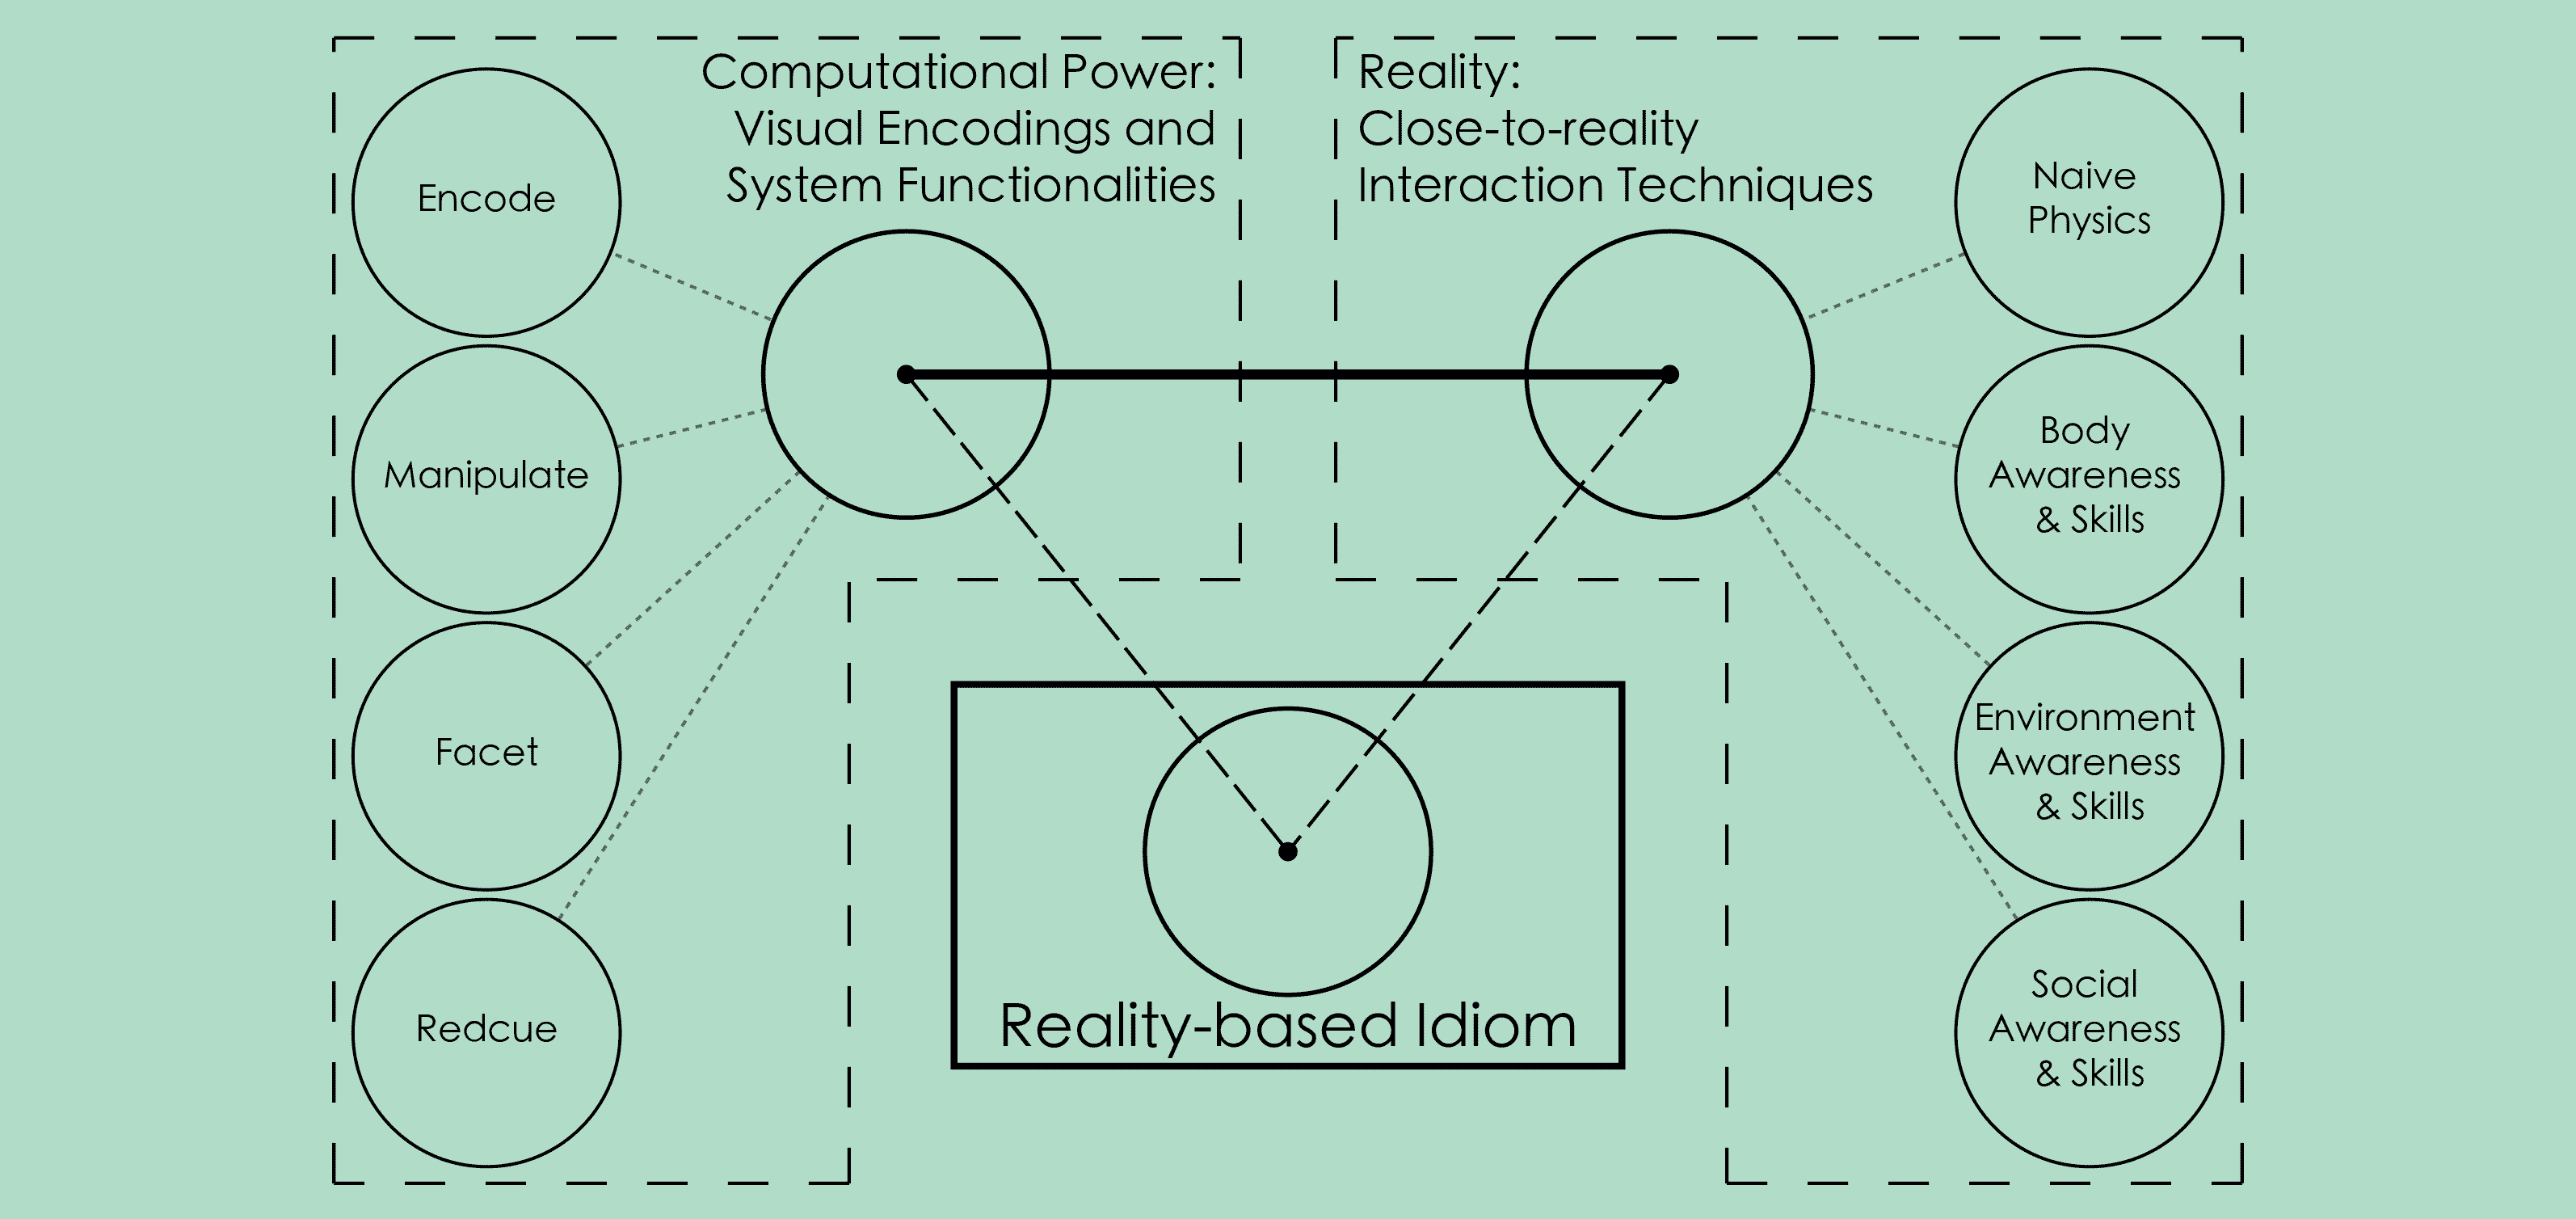 Computational Power:
Visual Encodings and
System Functionalities
Encode
Manipulate
Facet
Redcue
Reality:
Close-to-reality
Interaction Techniques
Naive
Physics
Body
Awareness
& Skills
Environment
Awareness
& Skills
Social
Awareness
& Skills
Reality-based Idiom